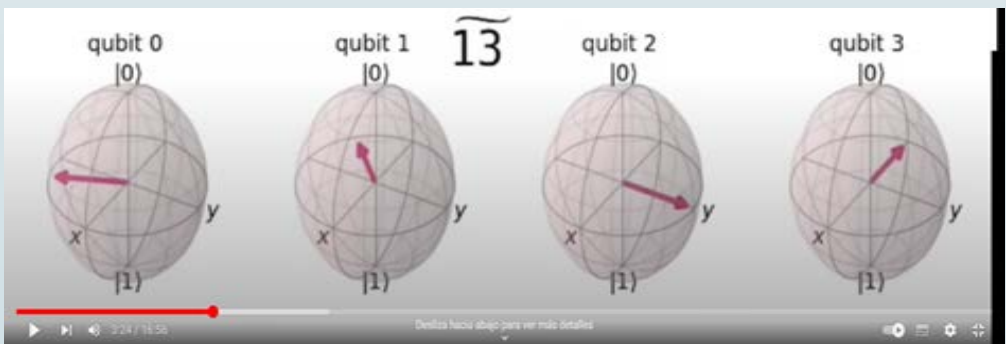 qubit 0
|0⟩
x
y
|1⟩
qubit 1
|0⟩
x
y
|1⟩
13
qubit 2
|0⟩
x
y
|1⟩
qubit 3
|0⟩
x
y
|1⟩
3:24 / 16:56
Desliza hacia abajo para ver más detalles